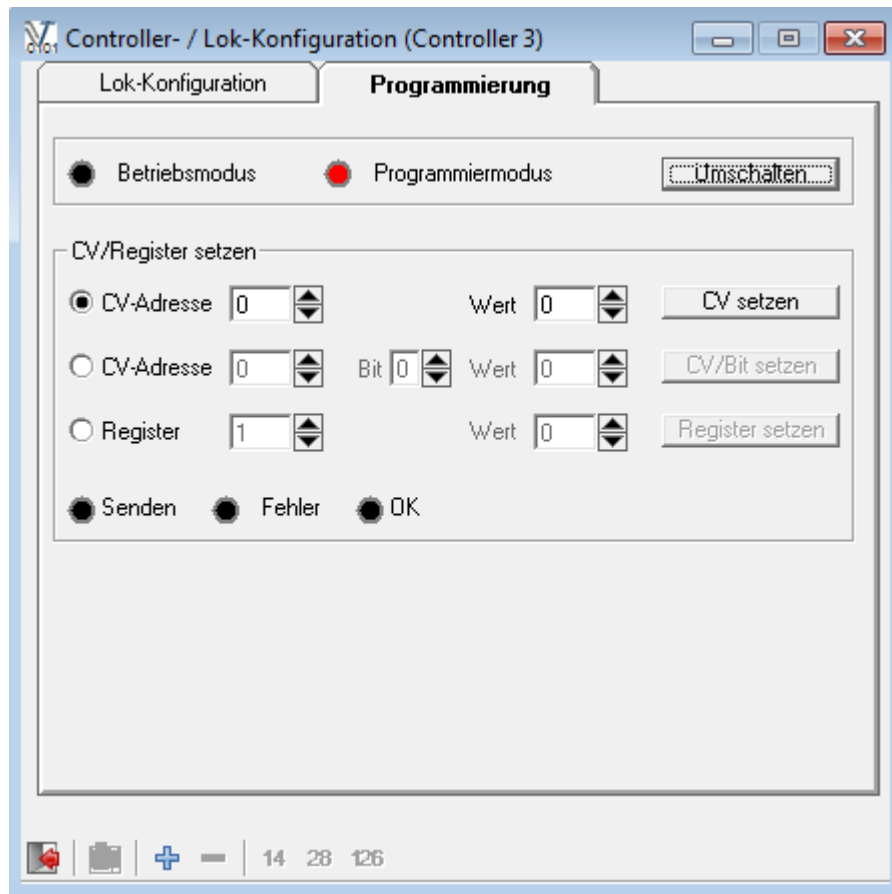 Controller- / Lok-Konfiguration (Controller 3)
Lok-Konfiguration Programmierung
Betriebsmodus Programmiermodus Umschalten
CV/Register setzen
CV-Adresse 0 Wert 0 CV setzen
CV-Adresse 0 Bit 0 Wert 0 CV/Bit setzen
Register 1 Wert 0 Register setzen
Senden Fehler OK
14 28 126